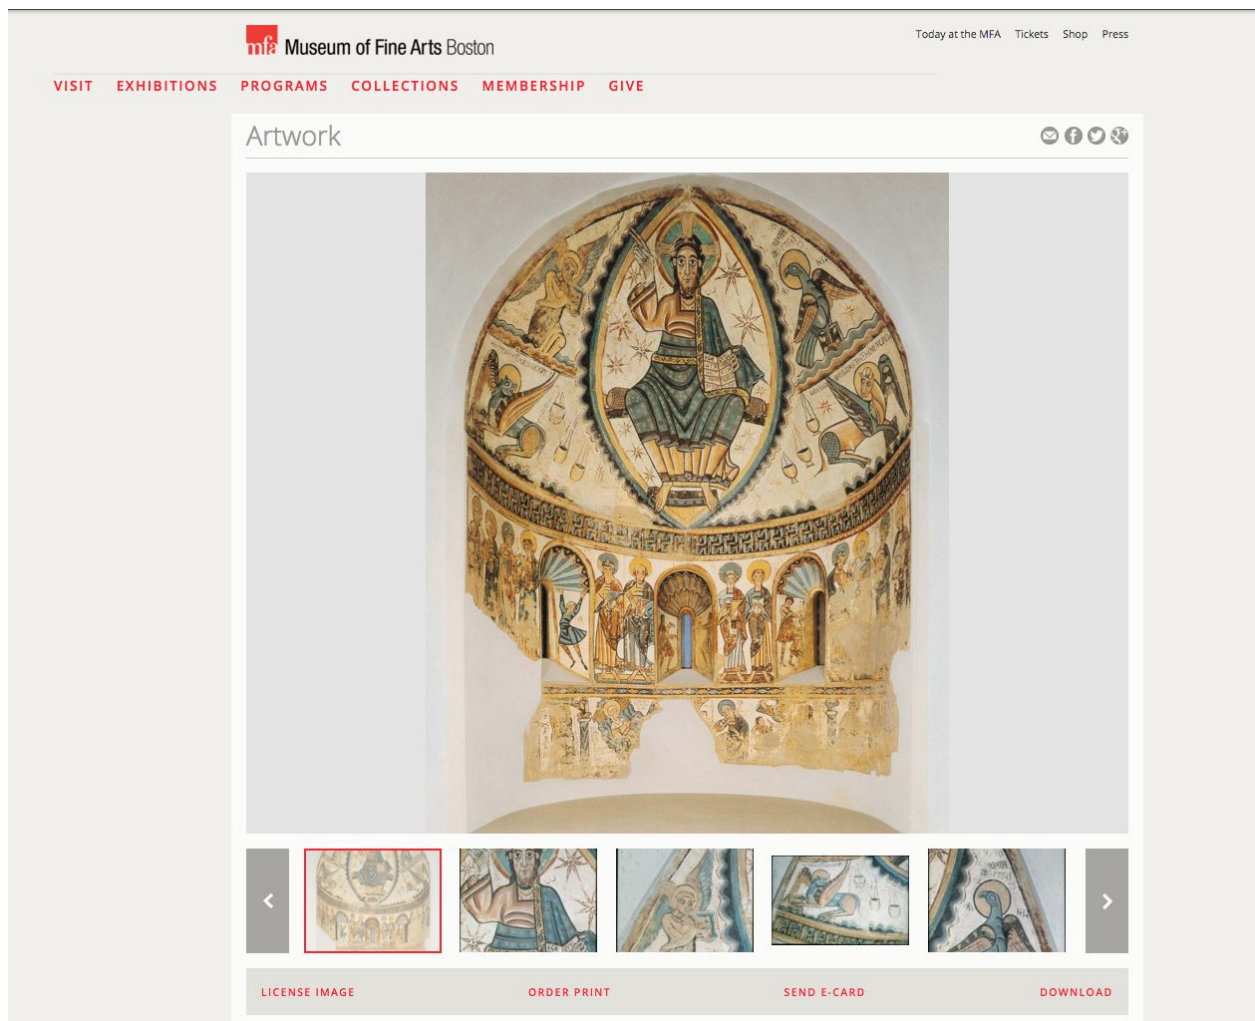 mfa Museum of Fine Arts Boston
Today at the MFA Tickets Shop Press
VISIT EXHIBITIONS PROGRAMS COLLECTIONS MEMBERSHIP GIVE
Artwork
LICENSE IMAGE ORDER PRINT SEND E-CARD DOWNLOAD